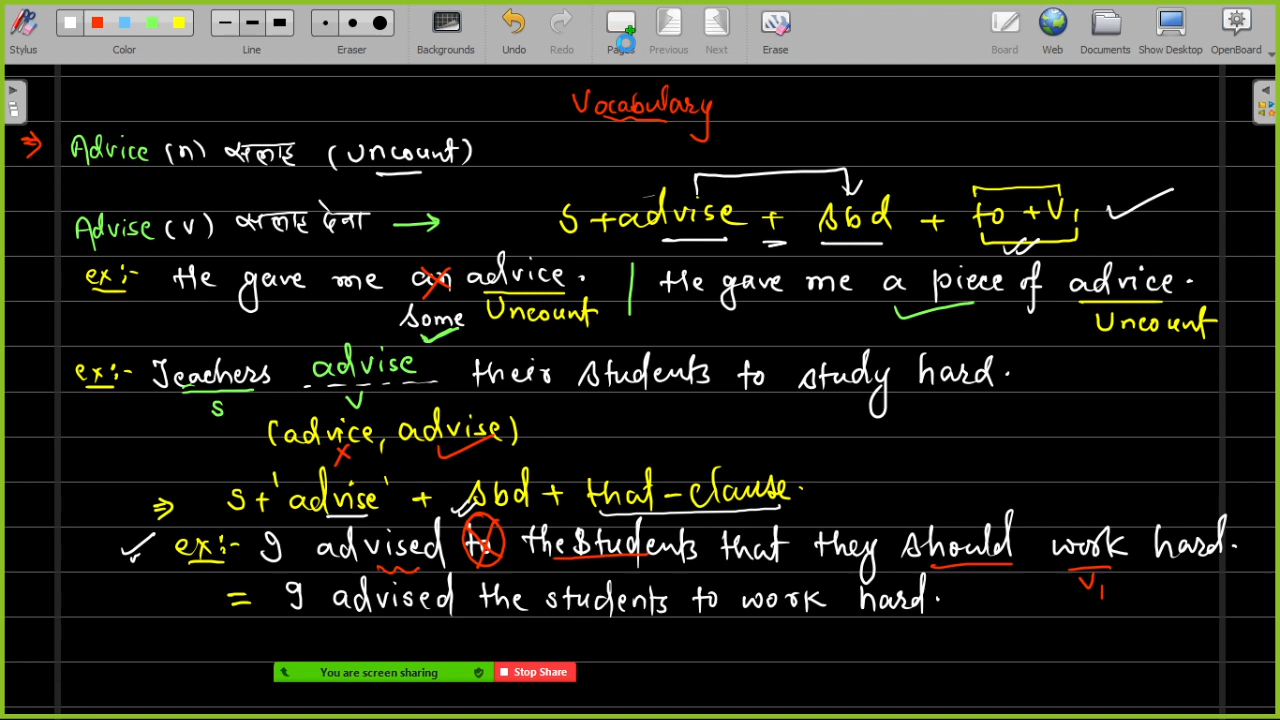 Stylus Color Line Eraser Backgrounds Undo Redo Pages Previous Next Erase Board Web Documents Show Desktop OpenBoard
Vocabulary
⇒ Advice (n) सलाह (Uncount)
Advise (v) सलाह देना → S + advise + sbd + to + V1 ✓
ex:- He gave me an advice. | He gave me a piece of advice.
some Uncount Uncount
ex:- Teachers advise their students to study hard.
S V
(advice, advise)
⇒ S + 'advise' + sbd + that-clause.
ex:- I advised to the students that they should work hard.
V1
= I advised the students to work hard.
You are screen sharing Stop Share